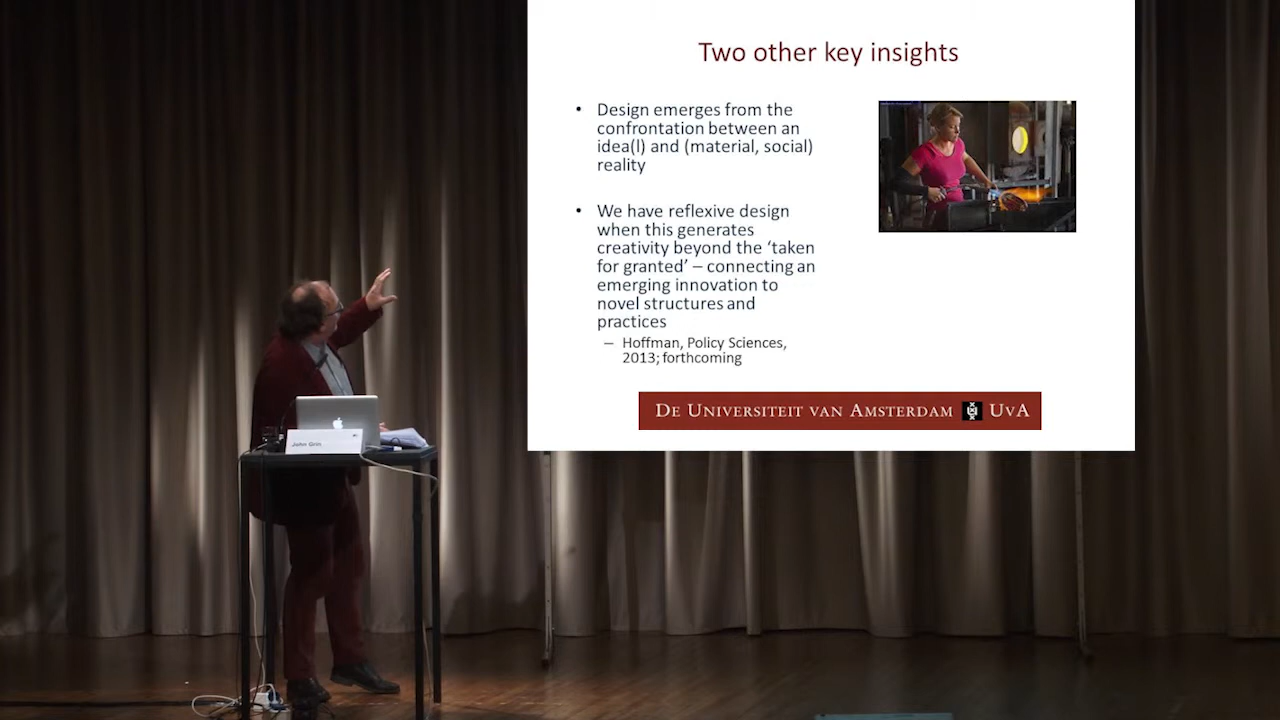 Two other key insights
• Design emerges from the
confrontation between an
idea(l) and (material, social)
reality
• We have reflexive design
when this generates
creativity beyond the ‘taken
for granted’ – connecting an
emerging innovation to
novel structures and
practices
– Hoffman, Policy Sciences,
2013; forthcoming
DE UNIVERSITEIT VAN AMSTERDAM UVA
John Grin